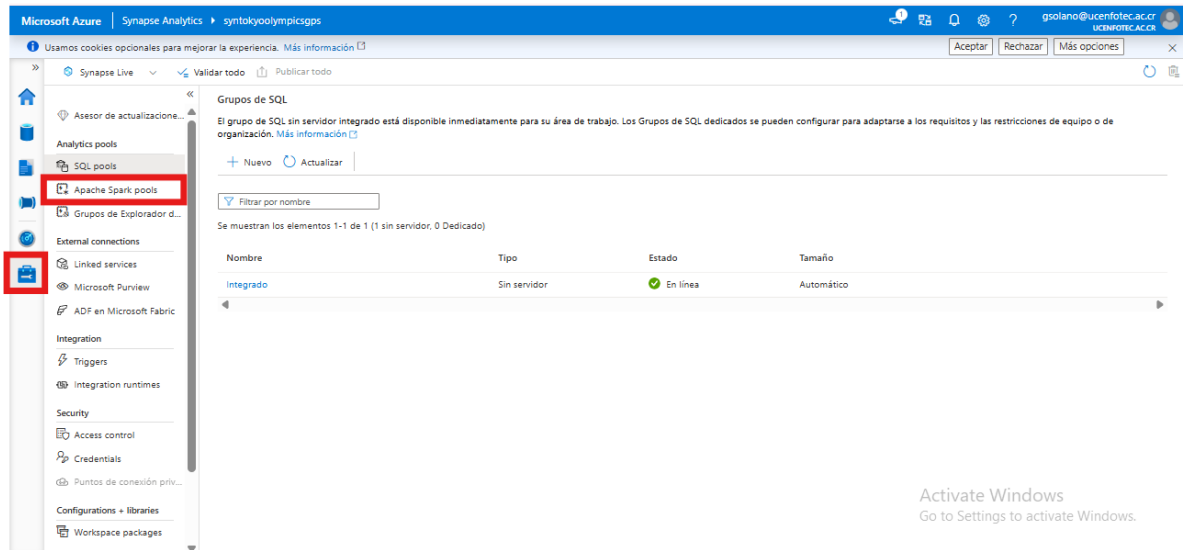 Microsoft Azure Synapse Analytics syntokyoolympicsgps 1 ? gsolano@ucenfotec.ac.cr
UCENFOTEC.AC.CR
Usamos cookies opcionales para mejorar la experiencia. Más información Aceptar Rechazar Más opciones
Synapse Live Validar todo Publicar todo
Asesor de actualizacione...
Analytics pools
SQL pools
Apache Spark pools
Grupos de Explorador d...
External connections
Linked services
Microsoft Purview
ADF en Microsoft Fabric
Integration
Triggers
Integration runtimes
Security
Access control
Credentials
Puntos de conexión priv...
Configurations + libraries
Workspace packages
Grupos de SQL
El grupo de SQL sin servidor integrado está disponible inmediatamente para su área de trabajo. Los Grupos de SQL dedicados se pueden configurar para adaptarse a los requisitos y las restricciones de equipo o de
organización. Más información
Nuevo Actualizar
Filtrar por nombre
Se muestran los elementos 1-1 de 1 (1 sin servidor, 0 Dedicado)
Nombre Tipo Estado Tamaño
Integrado Sin servidor En línea Automático
Activate Windows
Go to Settings to activate Windows.